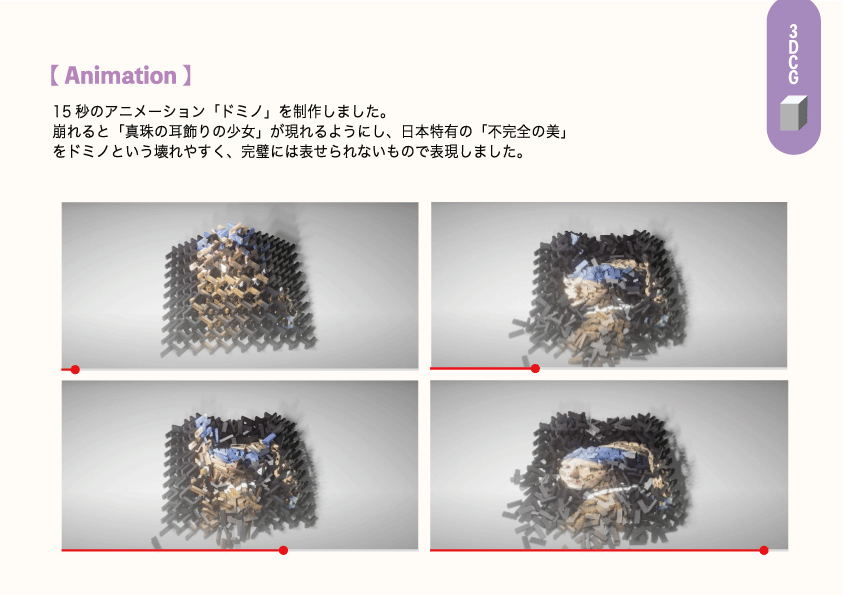 3DCG
【 Animation 】
15 秒のアニメーション「ドミノ」を制作しました。
崩れると「真珠の耳飾りの少女」が現れるようにし、日本特有の「不完全の美」
をドミノという壊れやすく、完璧には表せられないもので表現しました。